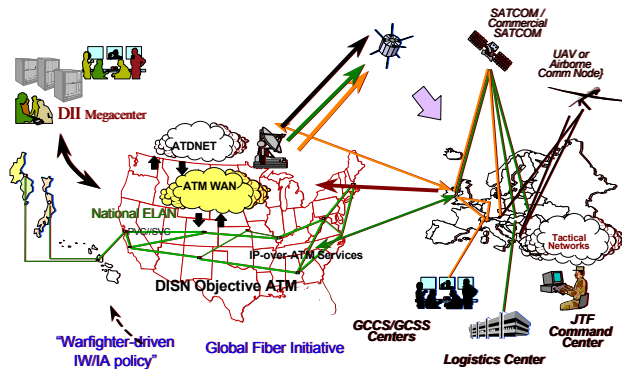 SATCOM /
Commercial
SATCOM
UAV or
Airborne
Comm Node}
DII Megacenter
ATDNET
ATM WAN
National ELAN
PVC//SVC
IP-over-ATM Services
DISN Objective ATM
Tactical
Networks
GCCS/GCSS
Centers
JTF
Command
Center
Logistics Center
"Warfighter-driven
IW/IA policy"
Global Fiber Initiative